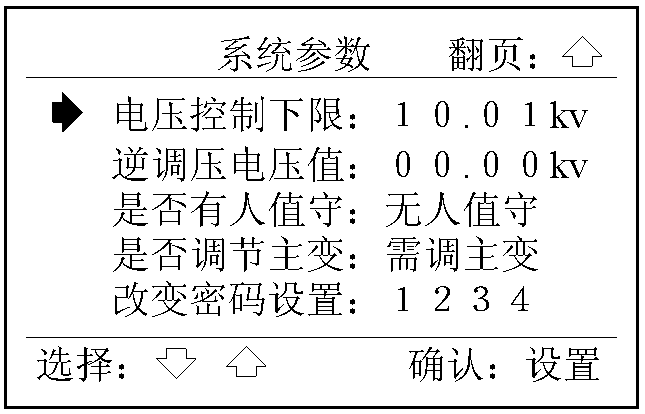 系统参数 翻页：⇧
➡ 电压控制下限：10.01kv
逆调压电压值：00.00kv
是否有人值守：无人值守
是否调节主变：需调主变
改变密码设置：1234
选择：⇩ ⇧ 确认：设置